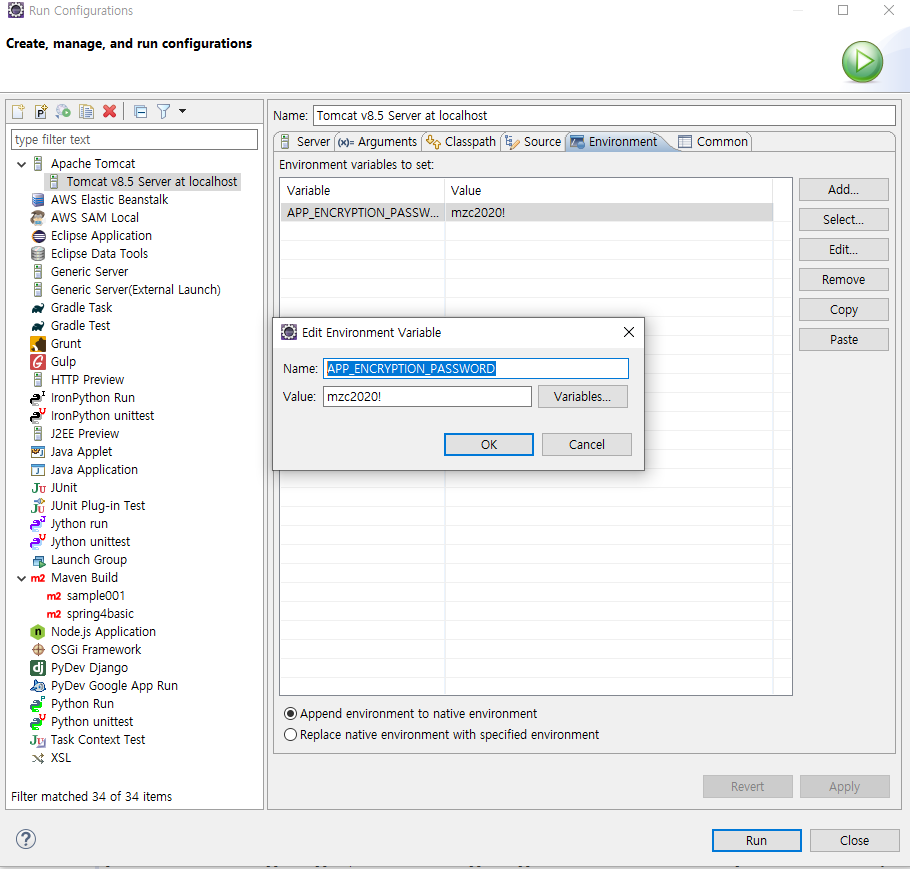 Run Configurations
Create, manage, and run configurations
type filter text
Apache Tomcat
Tomcat v8.5 Server at localhost
AWS Elastic Beanstalk
AWS SAM Local
Eclipse Application
Eclipse Data Tools
Generic Server
Generic Server(External Launch)
Gradle Task
Gradle Test
Grunt
Gulp
HTTP Preview
IronPython Run
IronPython unittest
J2EE Preview
Java Applet
Java Application
JUnit
JUnit Plug-in Test
Jython run
Jython unittest
Launch Group
Maven Build
sample001
spring4basic
Node.js Application
OSGi Framework
PyDev Django
PyDev Google App Run
Python Run
Python unittest
Task Context Test
XSL
Filter matched 34 of 34 items
Name: Tomcat v8.5 Server at localhost
Server Arguments Classpath Source Environment Common
Environment variables to set:
Variable Value
APP_ENCRYPTION_PASSW... mzc2020!
Add...
Select...
Edit...
Remove
Copy
Paste
Edit Environment Variable
Name: APP_ENCRYPTION_PASSWORD
Value: mzc2020! Variables...
OK Cancel
Append environment to native environment
Replace native environment with specified environment
Revert Apply
Run Close